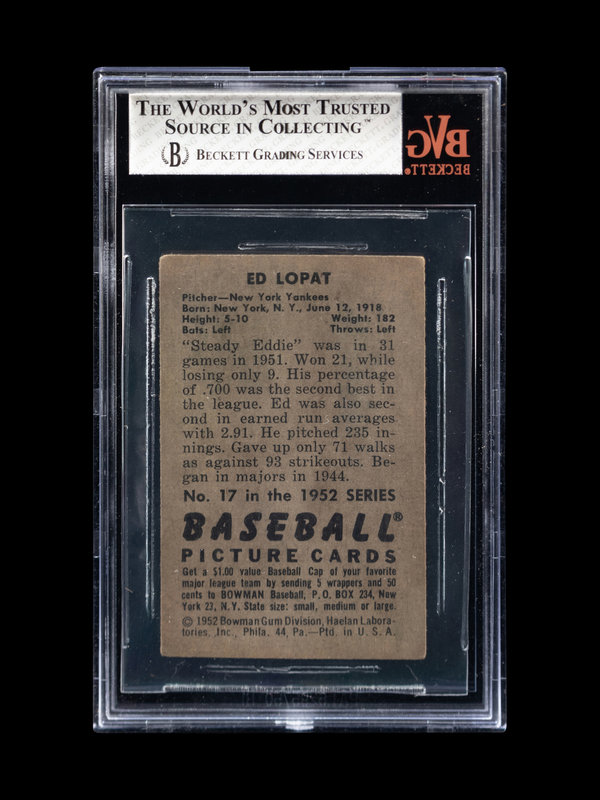 THE WORLD'S MOST TRUSTED
SOURCE IN COLLECTING™
B BECKETT GRADING SERVICES
BVG
BECKETT®
ED LOPAT
Pitcher—New York Yankees
Born: New York, N. Y., June 12, 1918
Height: 5-10 Weight: 182
Bats: Left Throws: Left
"Steady Eddie" was in 31
games in 1951. Won 21, while
losing only 9. His percentage
of .700 was the second best in
the league. Ed was also sec-
ond in earned run averages
with 2.91. He pitched 235 in-
nings. Gave up only 71 walks
as against 93 strikeouts. Be-
gan in majors in 1944.
No. 17 in the 1952 SERIES
BASEBALL®
PICTURE CARDS
Get a $1.00 value Baseball Cap of your favorite
major league team by sending 5 wrappers and 50
cents to BOWMAN Baseball, P. O. BOX 234, New
York 23, N. Y. State size: small, medium or large.
© 1952 Bowman Gum Division, Haelan Labora-
tories, Inc., Phila. 44, Pa.—Ptd. in U. S. A.